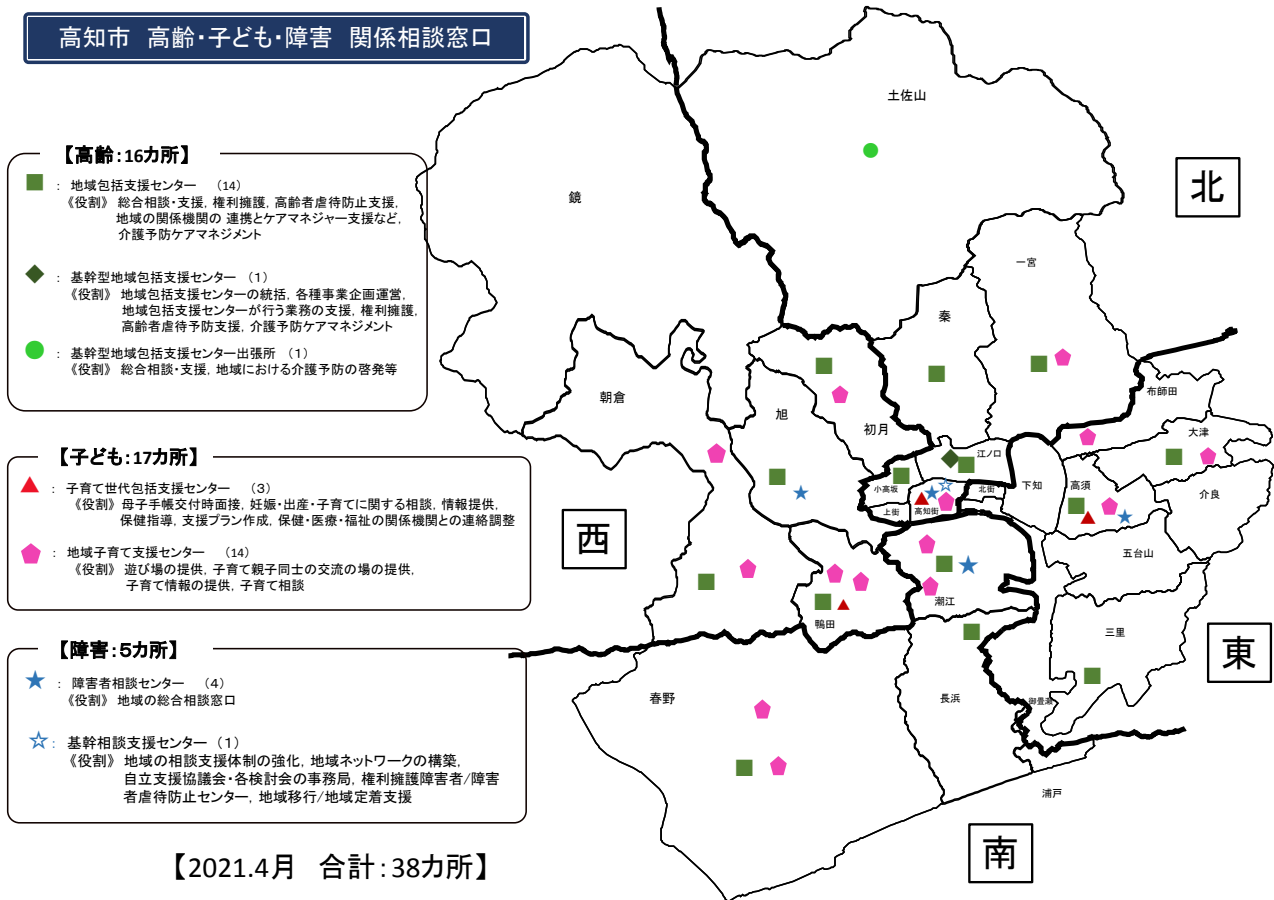 高知市 高齢・子ども・障害 関係相談窓口
【高齢：16カ所】
： 地域包括支援センター （14）
《役割》 総合相談・支援，権利擁護，高齢者虐待防止支援，
地域の関係機関の 連携とケアマネジャー支援など，
介護予防ケアマネジメント
： 基幹型地域包括支援センター （1）
《役割》 地域包括支援センターの統括，各種事業企画運営，
地域包括支援センターが行う業務の支援，権利擁護，
高齢者虐待予防支援，介護予防ケアマネジメント
： 基幹型地域包括支援センター出張所 （1）
《役割》 総合相談・支援，地域における介護予防の啓発等
【子ども：17カ所】
： 子育て世代包括支援センター （3）
《役割》 母子手帳交付時面接，妊娠・出産・子育てに関する相談，情報提供，
保健指導，支援プラン作成，保健・医療・福祉の関係機関との連絡調整
： 地域子育て支援センター （14）
《役割》 遊び場の提供，子育て親子同士の交流の場の提供，
子育て情報の提供，子育て相談
【障害：5カ所】
： 障害者相談センター （4）
《役割》 地域の総合相談窓口
： 基幹相談支援センター （1）
《役割》 地域の相談支援体制の強化，地域ネットワークの構築，
自立支援協議会・各検討会の事務局，権利擁護障害者/障害
者虐待防止センター，地域移行/地域定着支援
【2021.4月 合計：38カ所】
土佐山
北
鏡
一宮
秦
布師田
朝倉
旭
初月
大津
江ノ口
小高坂
北街
下知
高須
介良
上街
高知街
西
五台山
潮江
鴨田
三里
東
春野
長浜
御畳瀬
浦戸
南